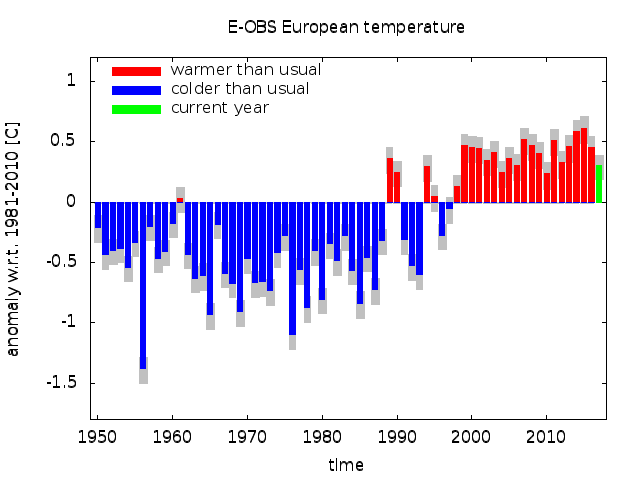 E-OBS European temperature
warmer than usual
colder than usual
current year
anomaly w.r.t. 1981-2010 [C]
1
0.5
0
-0.5
-1
-1.5
1950 1960 1970 1980 1990 2000 2010
time